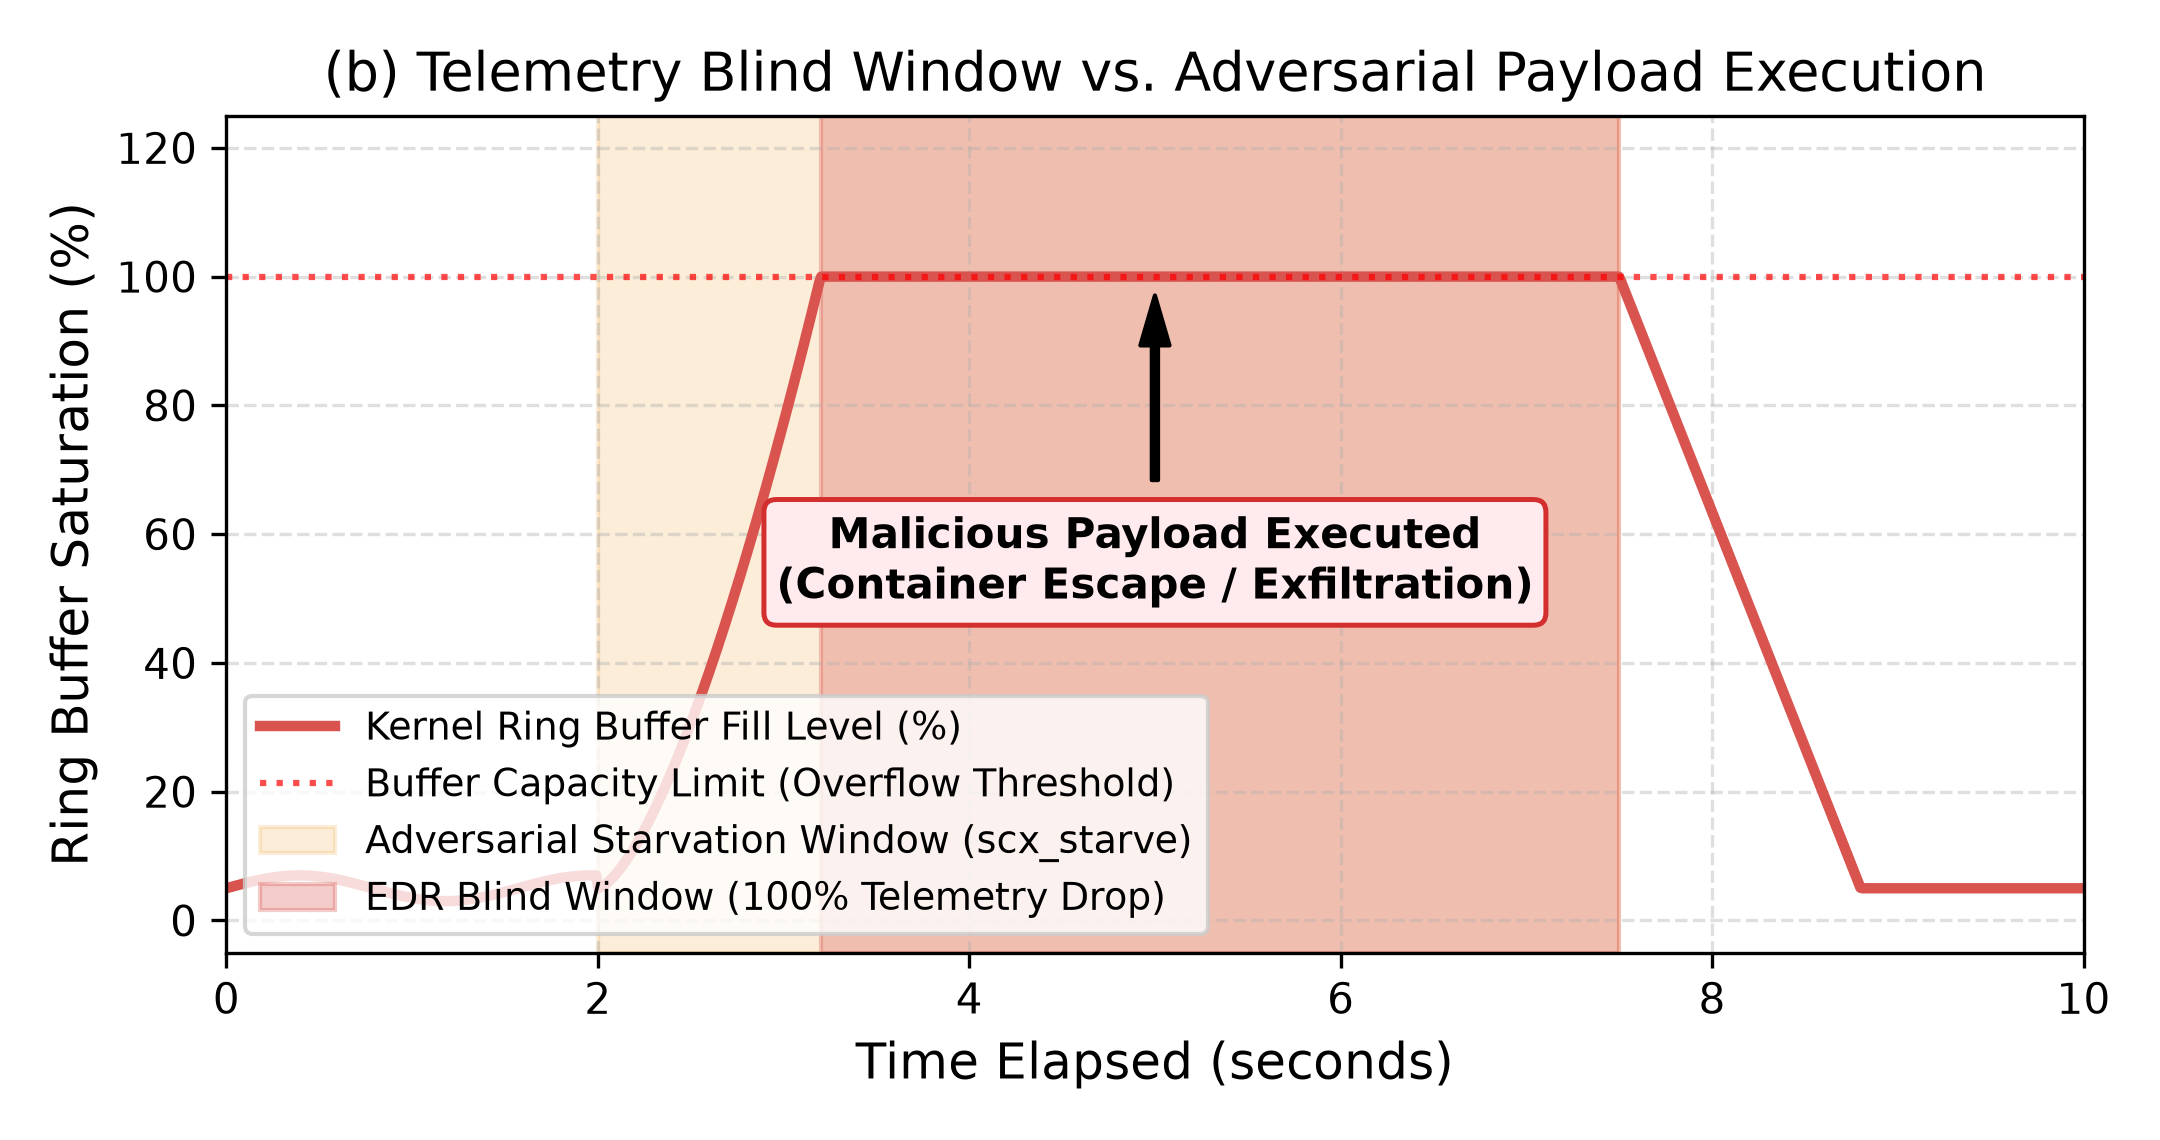 (b) Telemetry Blind Window vs. Adversarial Payload Execution
Ring Buffer Saturation (%)
120
100
80
60
40
20
0
Malicious Payload Executed
(Container Escape / Exfiltration)
Kernel Ring Buffer Fill Level (%)
Buffer Capacity Limit (Overflow Threshold)
Adversarial Starvation Window (scx_starve)
EDR Blind Window (100% Telemetry Drop)
0 2 4 6 8 10
Time Elapsed (seconds)